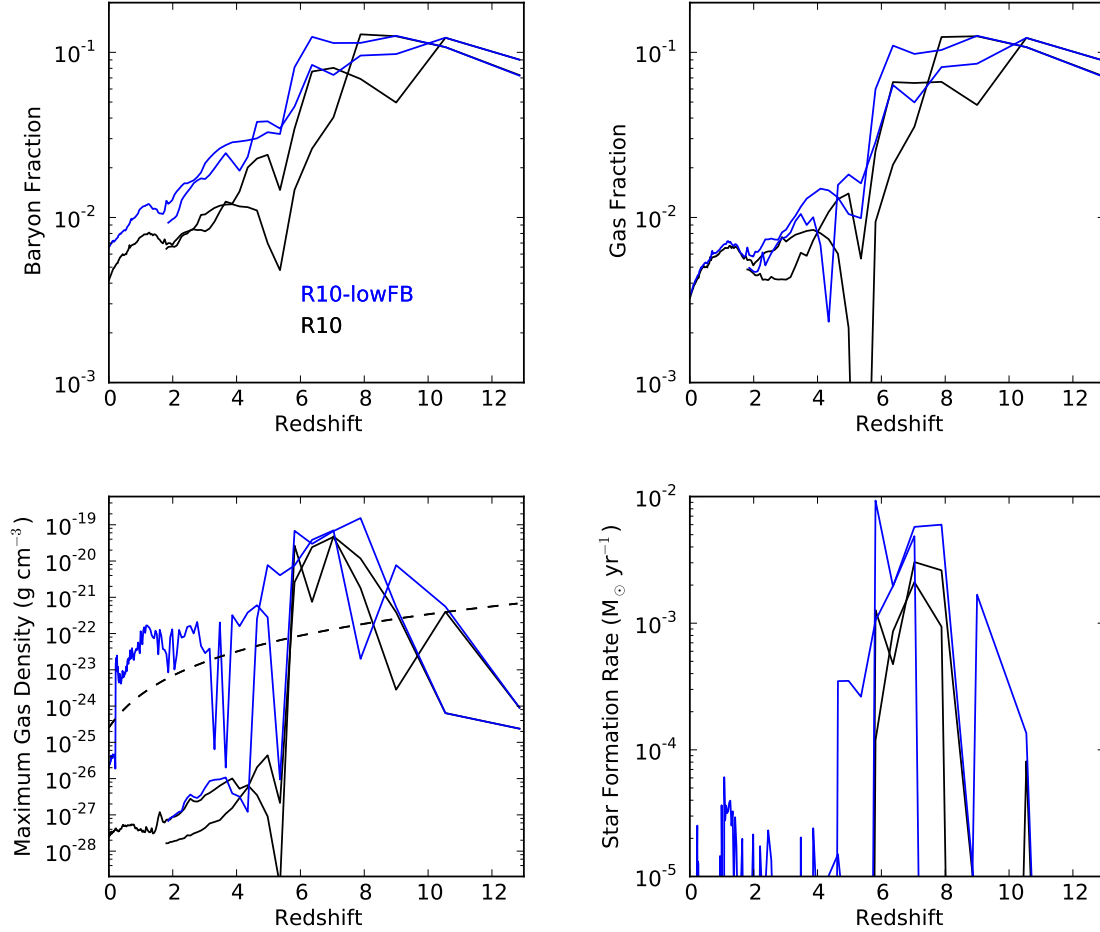 10^-1
10^-2
10^-3
Baryon Fraction
R10-lowFB
R10
0 2 4 6 8 10 12
Redshift
10^-1
10^-2
10^-3
Gas Fraction
0 2 4 6 8 10 12
Redshift
10^-19
10^-20
10^-21
10^-22
10^-23
10^-24
10^-25
10^-26
10^-27
10^-28
Maximum Gas Density (g cm^-3)
0 2 4 6 8 10 12
Redshift
10^-2
10^-3
10^-4
10^-5
Star Formation Rate (M_⊙ yr^-1)
0 2 4 6 8 10 12
Redshift